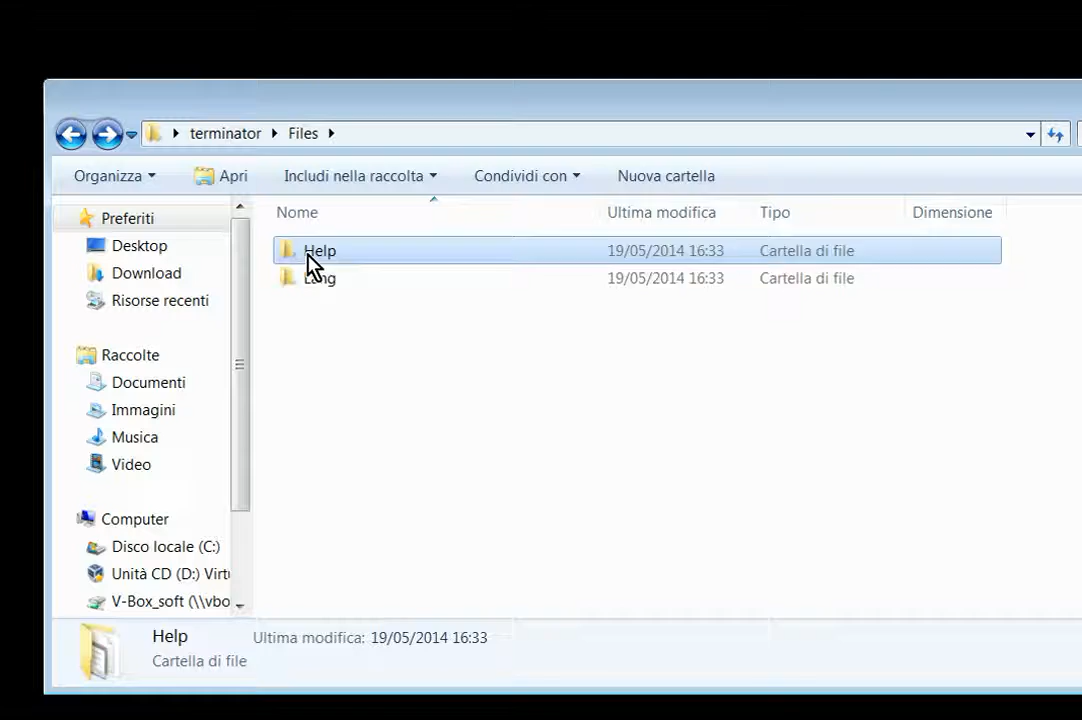 terminator Files
Organizza Apri Includi nella raccolta Condividi con Nuova cartella
Nome Ultima modifica Tipo Dimensione
Help 19/05/2014 16:33 Cartella di file
Lang 19/05/2014 16:33 Cartella di file
Preferiti
Desktop
Download
Risorse recenti
Raccolte
Documenti
Immagini
Musica
Video
Computer
Disco locale (C:)
Unità CD (D:) Virtu
V-Box_soft (\\vbo
Help Ultima modifica: 19/05/2014 16:33
Cartella di file